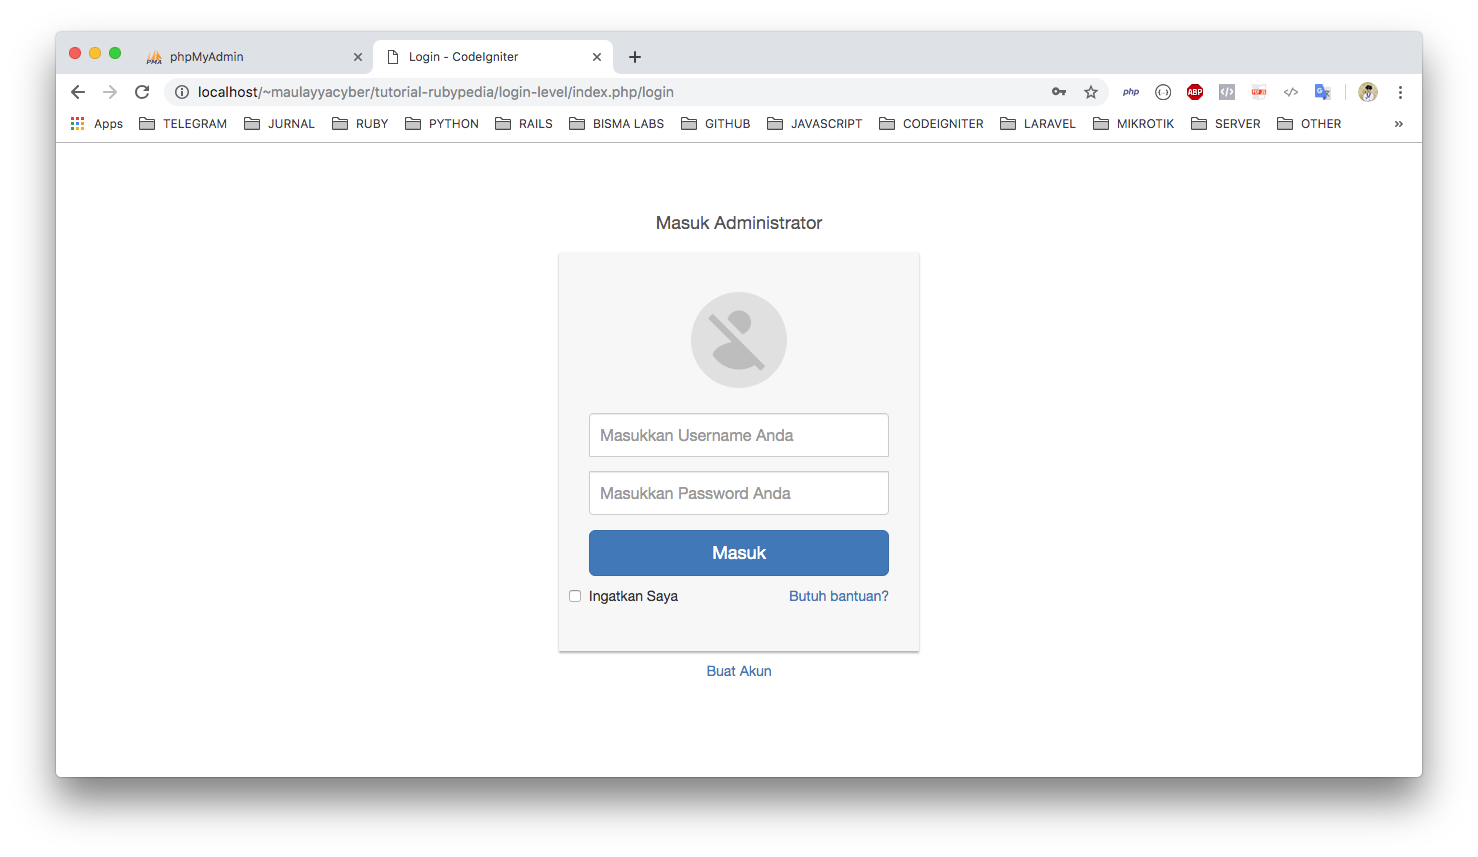 phpMyAdmin
Login - CodeIgniter
localhost/~maulayyacyber/tutorial-rubypedia/login-level/index.php/login
php
ABP
Apps TELEGRAM JURNAL RUBY PYTHON RAILS BISMA LABS GITHUB JAVASCRIPT CODEIGNITER LARAVEL MIKROTIK SERVER OTHER »
Masuk Administrator
Masukkan Username Anda
Masukkan Password Anda
Masuk
Ingatkan Saya Butuh bantuan?
Buat Akun